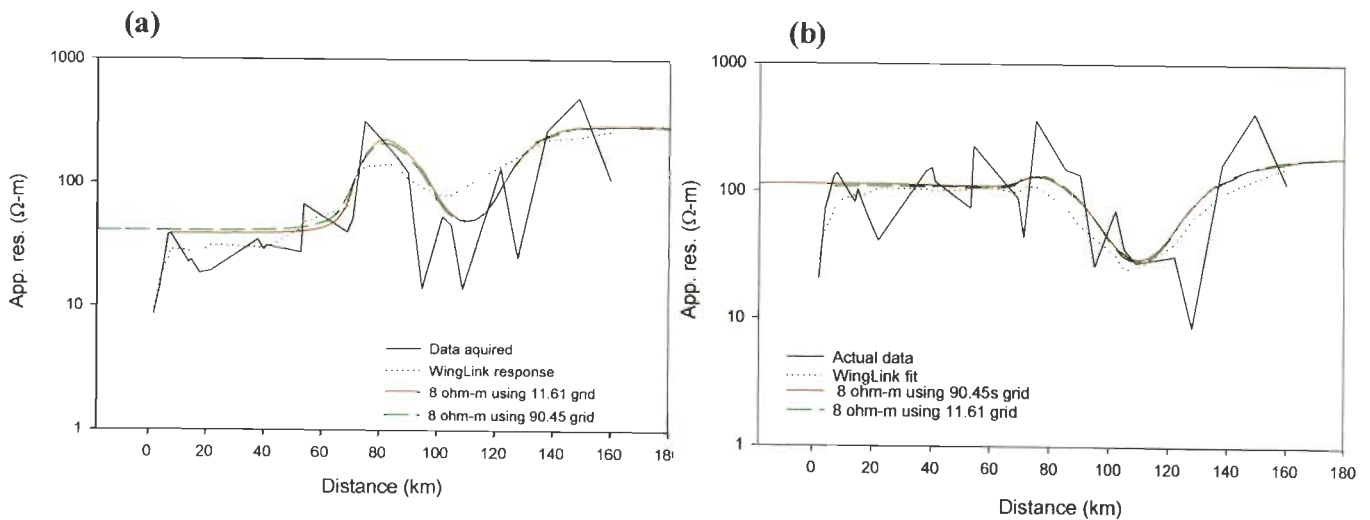 (a)
1000
100
10
1
App. res. (Ω-m)
Data aquired
WingLink response
8 ohm-m using 11.61 grid
8 ohm-m using 90.45 grid
0 20 40 60 80 100 120 140 160 180
Distance (km)
(b)
1000
100
10
1
App. res. (Ω-m)
Actual data
WingLink fit
8 ohm-m using 90.45s grid
8 ohm-m using 11.61 grid
0 20 40 60 80 100 120 140 160 180
Distance (km)